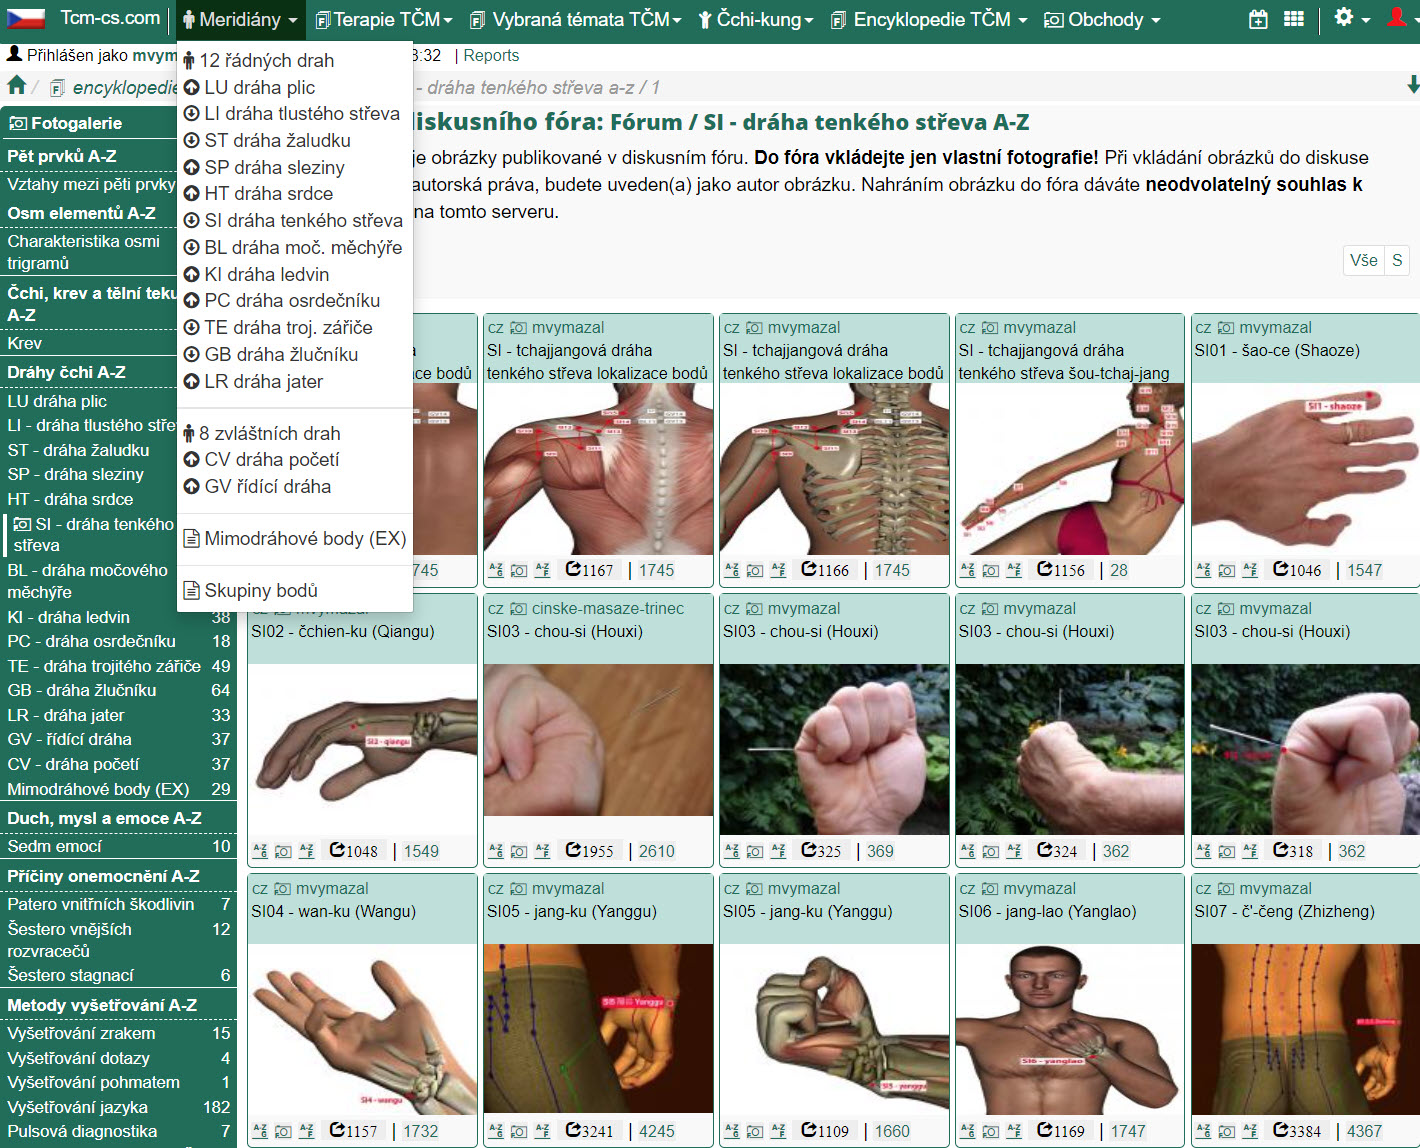 Tcm-cs.com
Meridiány
Terapie TČM
Vybraná témata TČM
Čchi-kung
Encyklopedie TČM
Obchody
Přihlášen jako mvym
3:32 | Reports
/ encyklopedie
- dráha tenkého střeva a-z / 1
12 řádných drah
LU dráha plic
LI dráha tlustého střeva
ST dráha žaludku
SP dráha sleziny
HT dráha srdce
SI dráha tenkého střeva
BL dráha moč. měchýře
KI dráha ledvin
PC dráha osrdečníku
TE dráha troj. zářiče
GB dráha žlučníku
LR dráha jater
8 zvláštních drah
CV dráha početí
GV řídící dráha
Mimodráhové body (EX)
Skupiny bodů
Fotogalerie
Pět prvků A-Z
Vztahy mezi pěti prvky
Osm elementů A-Z
Charakteristika osmi
trigramů
Čchi, krev a tělní teku
A-Z
Krev
Dráhy čchi A-Z
LU dráha plic
LI - dráha tlustého střev
ST - dráha žaludku
SP - dráha sleziny
HT - dráha srdce
SI - dráha tenkého
střeva
BL - dráha močového
měchýře
KI - dráha ledvin 38
PC - dráha osrdečníku 18
TE - dráha trojitého zářiče 49
GB - dráha žlučníku 64
LR - dráha jater 33
GV - řídící dráha 37
CV - dráha početí 37
Mimodráhové body (EX) 29
Duch, mysl a emoce A-Z
Sedm emocí 10
Příčiny onemocnění A-Z
Patero vnitřních škodlivin 7
Šestero vnějších 12
rozvracečů
Šestero stagnací 6
Metody vyšetřování A-Z
Vyšetřování zrakem 15
Vyšetřování dotazy 4
Vyšetřování pohmatem 1
Vyšetřování jazyka 182
Pulsová diagnostika 7
diskusního fóra: Fórum / SI - dráha tenkého střeva A-Z
je obrázky publikované v diskusním fóru. Do fóra vkládejte jen vlastní fotografie! Při vkládání obrázků do diskuse
autorská práva, budete uveden(a) jako autor obrázku. Nahráním obrázku do fóra dáváte neodvolatelný souhlas k
na tomto serveru.
Vše S
a
ce bodů
745
cz mvymazal
SI - tchajjangová dráha
tenkého střeva lokalizace bodů
A-Z G A-Z F 1167 | 1745
cz mvymazal
SI - tchajjangová dráha
tenkého střeva lokalizace bodů
A-Z G A-Z F 1166 | 1745
cz mvymazal
SI - tchajjangová dráha
tenkého střeva šou-tchaj-jang
A-Z G A-Z F 1156 | 28
cz mvymazal
SI01 - šao-ce (Shaoze)
SI1 - shaoze
A-Z G A-Z F 1046 | 1547
cz mvymazal
SI02 - čchien-ku (Qiangu)
SI2 - qiangu
A-Z G A-Z F 1048 | 1549
cz cinske-masaze-trinec
SI03 - chou-si (Houxi)
A-Z G A-Z F 1955 | 2610
cz mvymazal
SI03 - chou-si (Houxi)
A-Z G A-Z F 325 | 369
cz mvymazal
SI03 - chou-si (Houxi)
A-Z G A-Z F 324 | 362
cz mvymazal
SI03 - chou-si (Houxi)
A-Z G A-Z F 318 | 362
cz mvymazal
SI04 - wan-ku (Wangu)
SI4 - wangu
A-Z G A-Z F 1157 | 1732
cz mvymazal
SI05 - jang-ku (Yanggu)
Yanggu
A-Z G A-Z F 3241 | 4245
cz mvymazal
SI05 - jang-ku (Yanggu)
SI5 - yanggu
A-Z G A-Z F 1109 | 1660
cz mvymazal
SI06 - jang-lao (Yanglao)
SI6 - yanglao
A-Z G A-Z F 1169 | 1747
cz mvymazal
SI07 - č'-čeng (Zhizheng)
A-Z G A-Z F 3384 | 4367